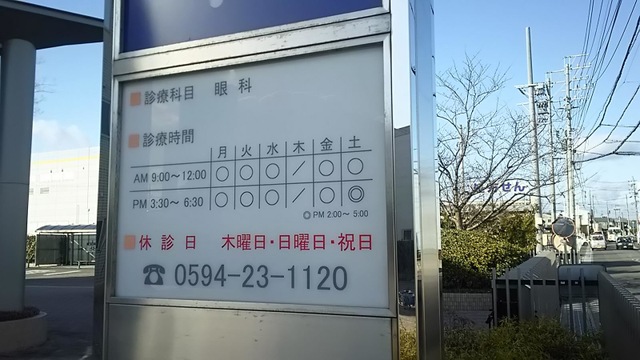 診療科目 眼科
診療時間
月 火 水 木 金 土
AM 9:00～12:00 ○ ○ ○ ／ ○ ○
PM 3:30～ 6:30 ○ ○ ○ ／ ○ ◎
◎ PM 2:00～ 5:00
休診日 木曜日・日曜日・祝日
☎ 0594-23-1120